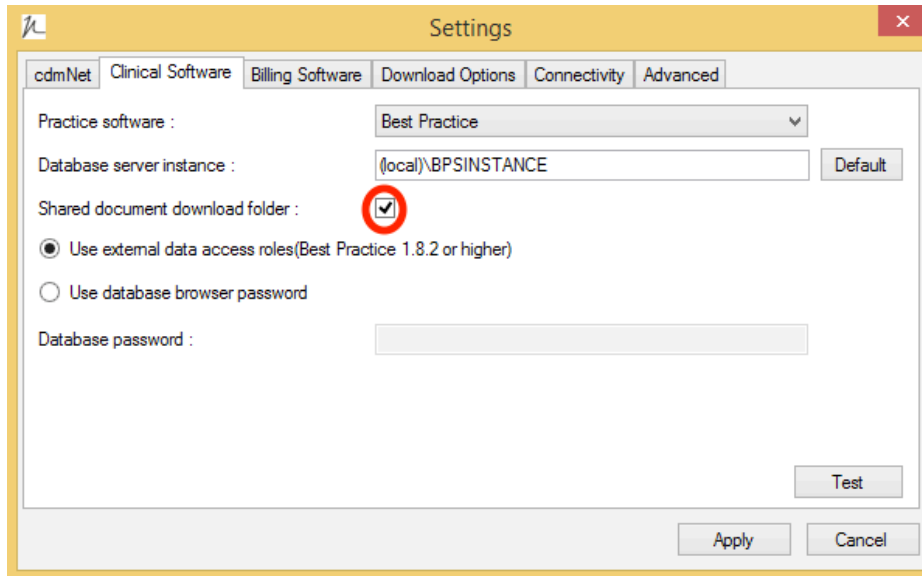 Settings
cdmNet Clinical Software Billing Software Download Options Connectivity Advanced
Practice software : Best Practice
Database server instance : (local)\BPSINSTANCE Default
Shared document download folder :
Use external data access roles(Best Practice 1.8.2 or higher)
Use database browser password
Database password :
Test
Apply Cancel